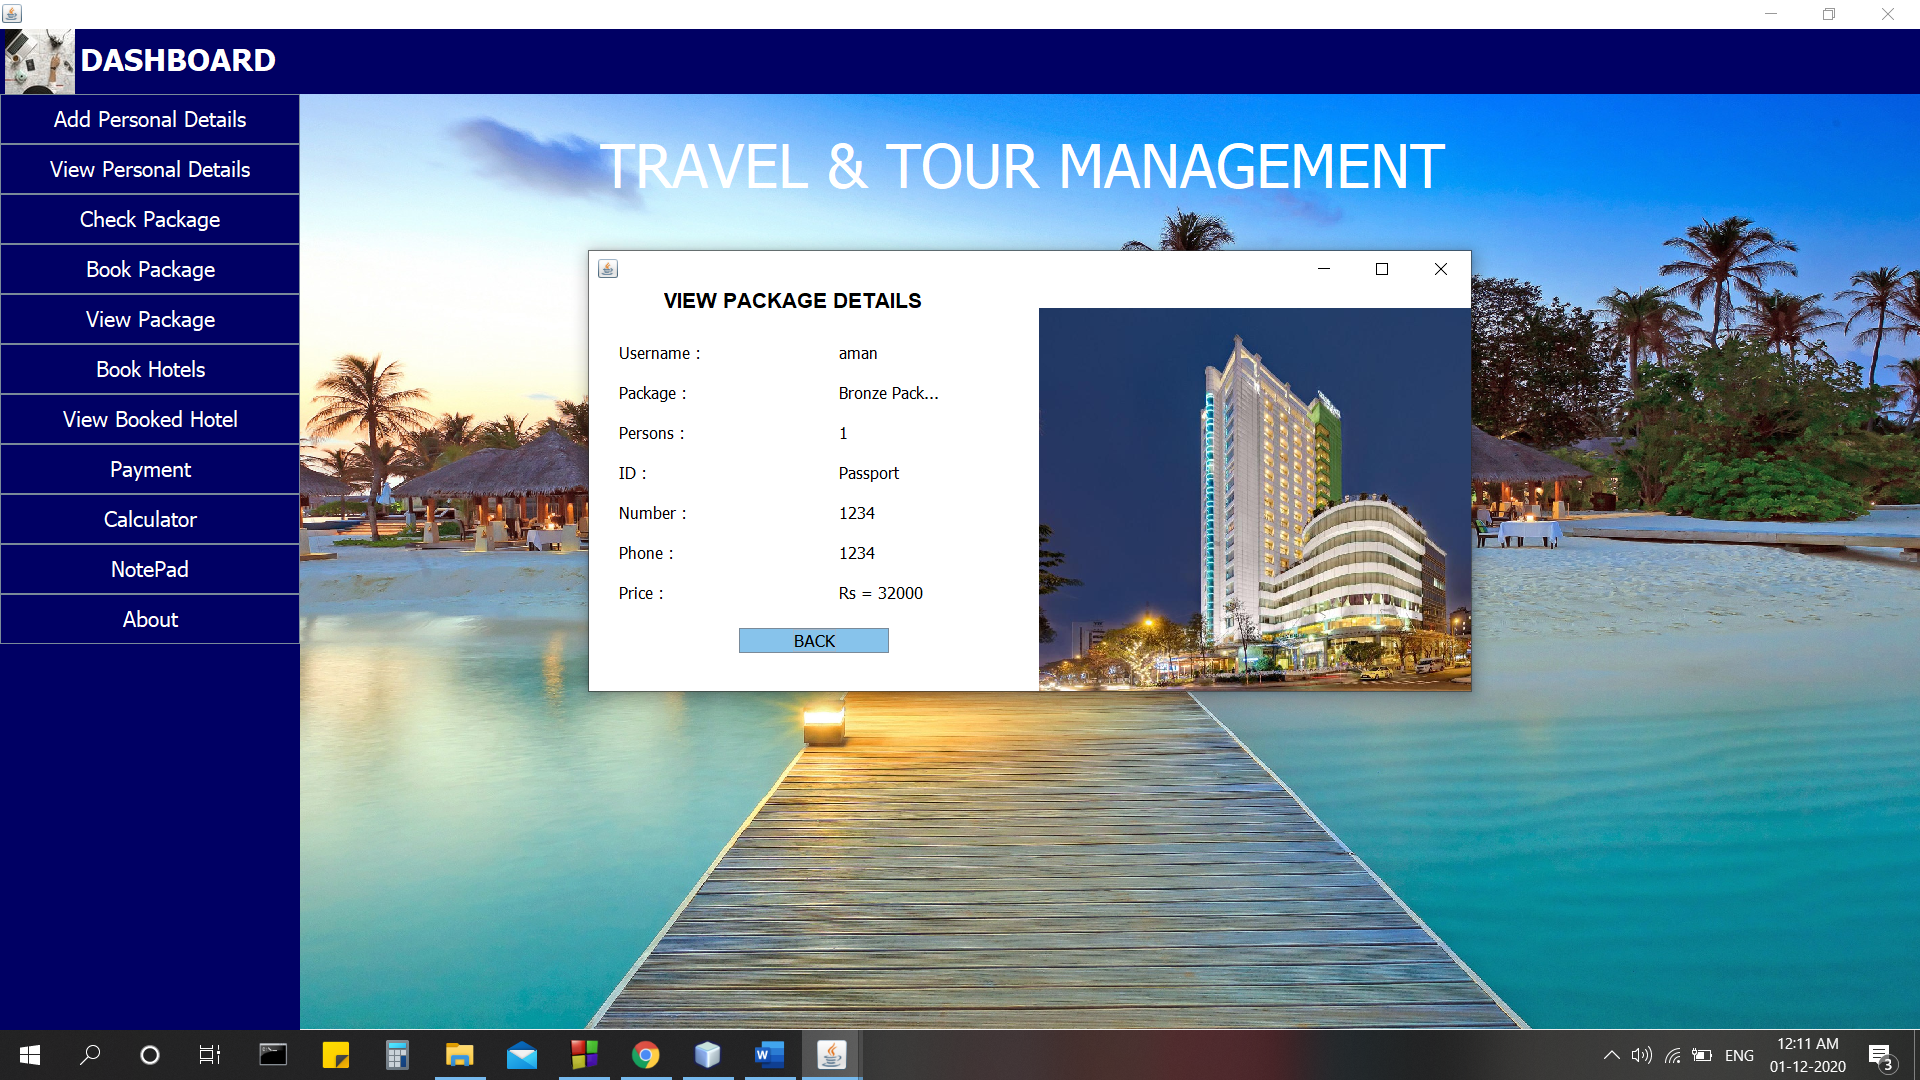 DASHBOARD
Add Personal Details
View Personal Details
Check Package
Book Package
View Package
Book Hotels
View Booked Hotel
Payment
Calculator
NotePad
About
TRAVEL & TOUR MANAGEMENT
VIEW PACKAGE DETAILS
Username : aman
Package : Bronze Pack...
Persons : 1
ID : Passport
Number : 1234
Phone : 1234
Price : Rs = 32000
BACK
ENG
12:11 AM
01-12-2020
3